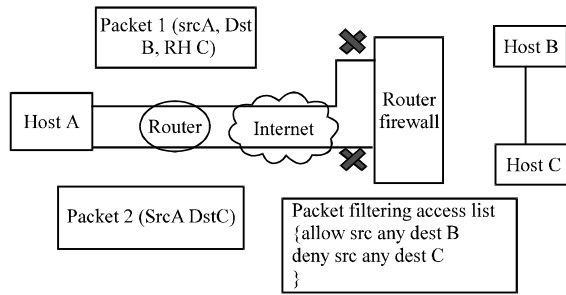 Packet 1 (srcA, Dst
B, RH C)
Host B
Host A
Router
Internet
Router
firewall
Host C
Packet 2 (SrcA DstC)
Packet filtering access list
{allow src any dest B
deny src any dest C
}